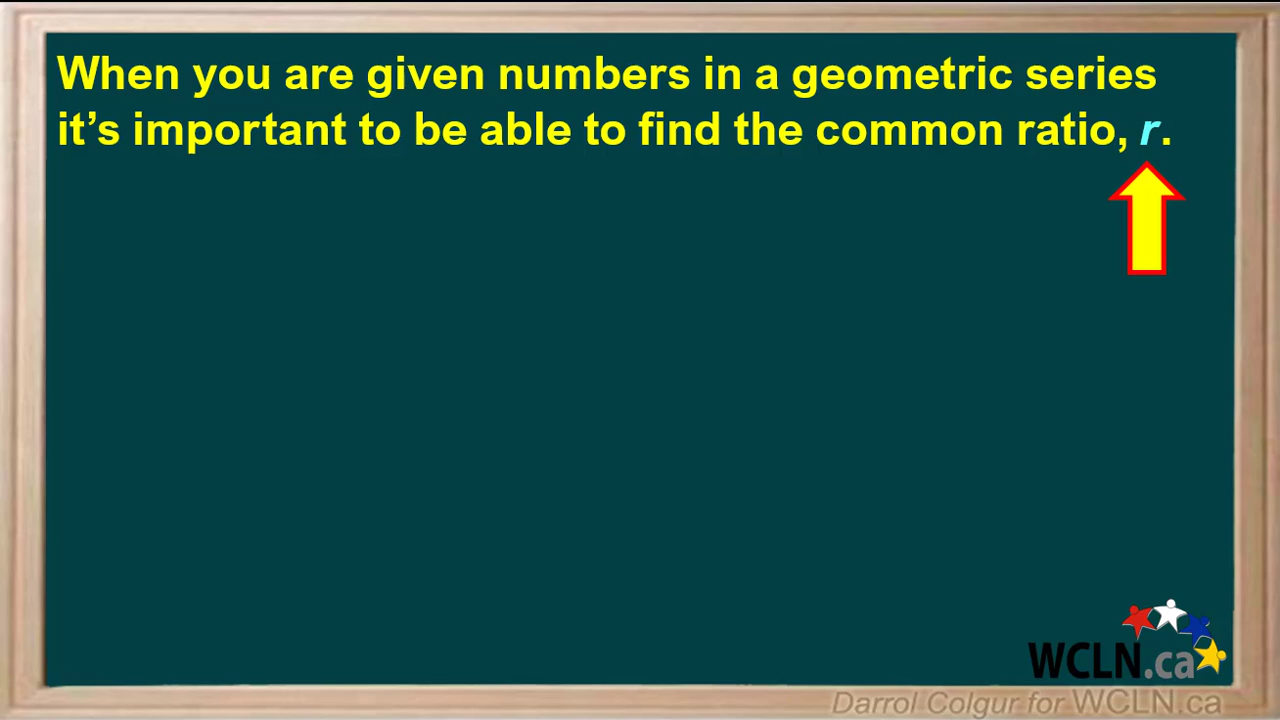 When you are given numbers in a geometric series
it’s important to be able to find the common ratio, r.
WCLN.ca
Darrol Colgur for WCLN.ca